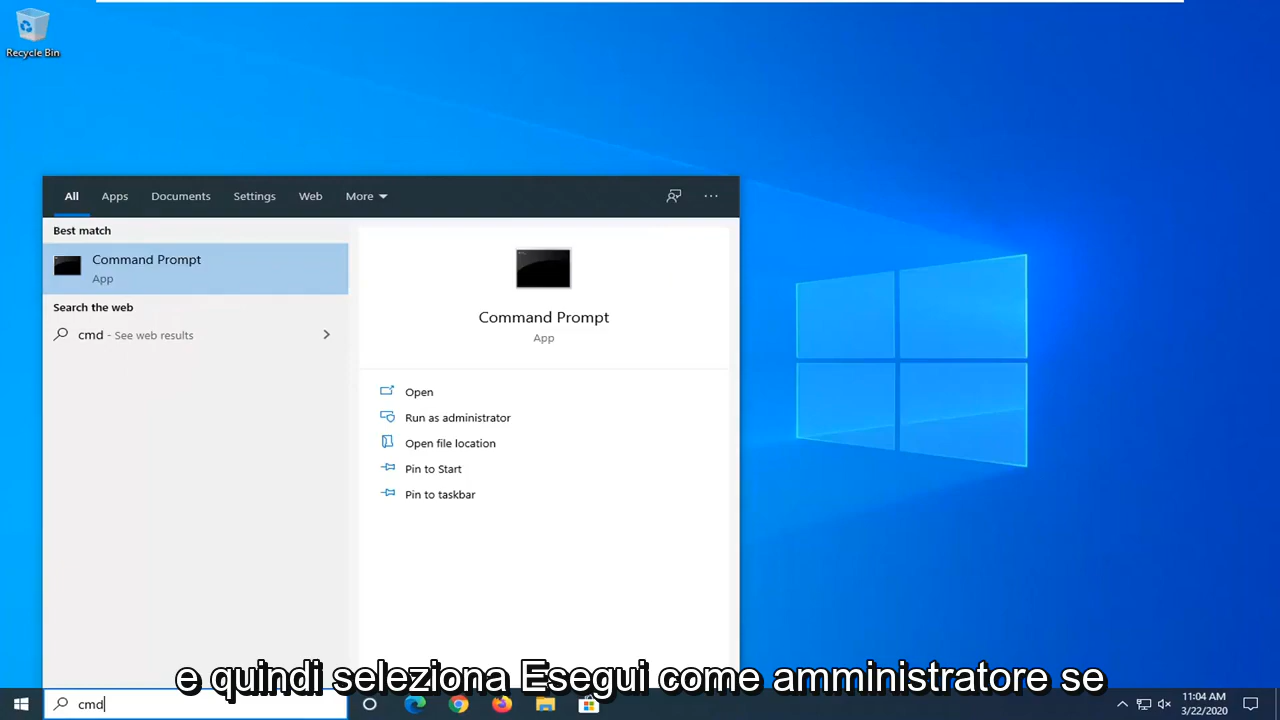 Recycle Bin
All Apps Documents Settings Web More
Best match
Command Prompt
App
Search the web
cmd - See web results
Command Prompt
App
Open
Run as administrator
Open file location
Pin to Start
Pin to taskbar
e quindi seleziona Esegui come amministratore se
cmd
11:04 AM
3/22/2020